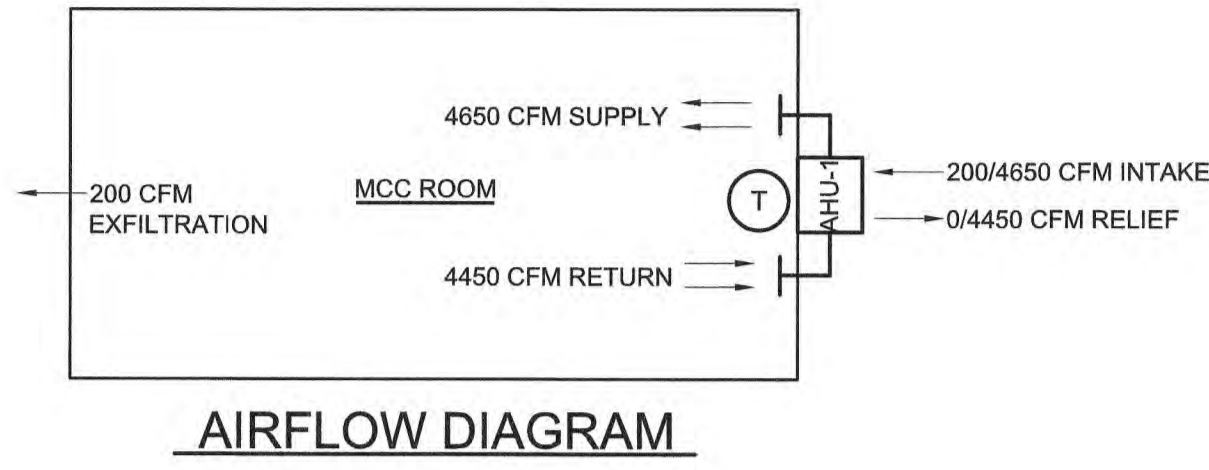 4650 CFM SUPPLY
200 CFM
EXFILTRATION
MCC ROOM
T
AHU-1
200/4650 CFM INTAKE
0/4450 CFM RELIEF
4450 CFM RETURN
AIRFLOW DIAGRAM